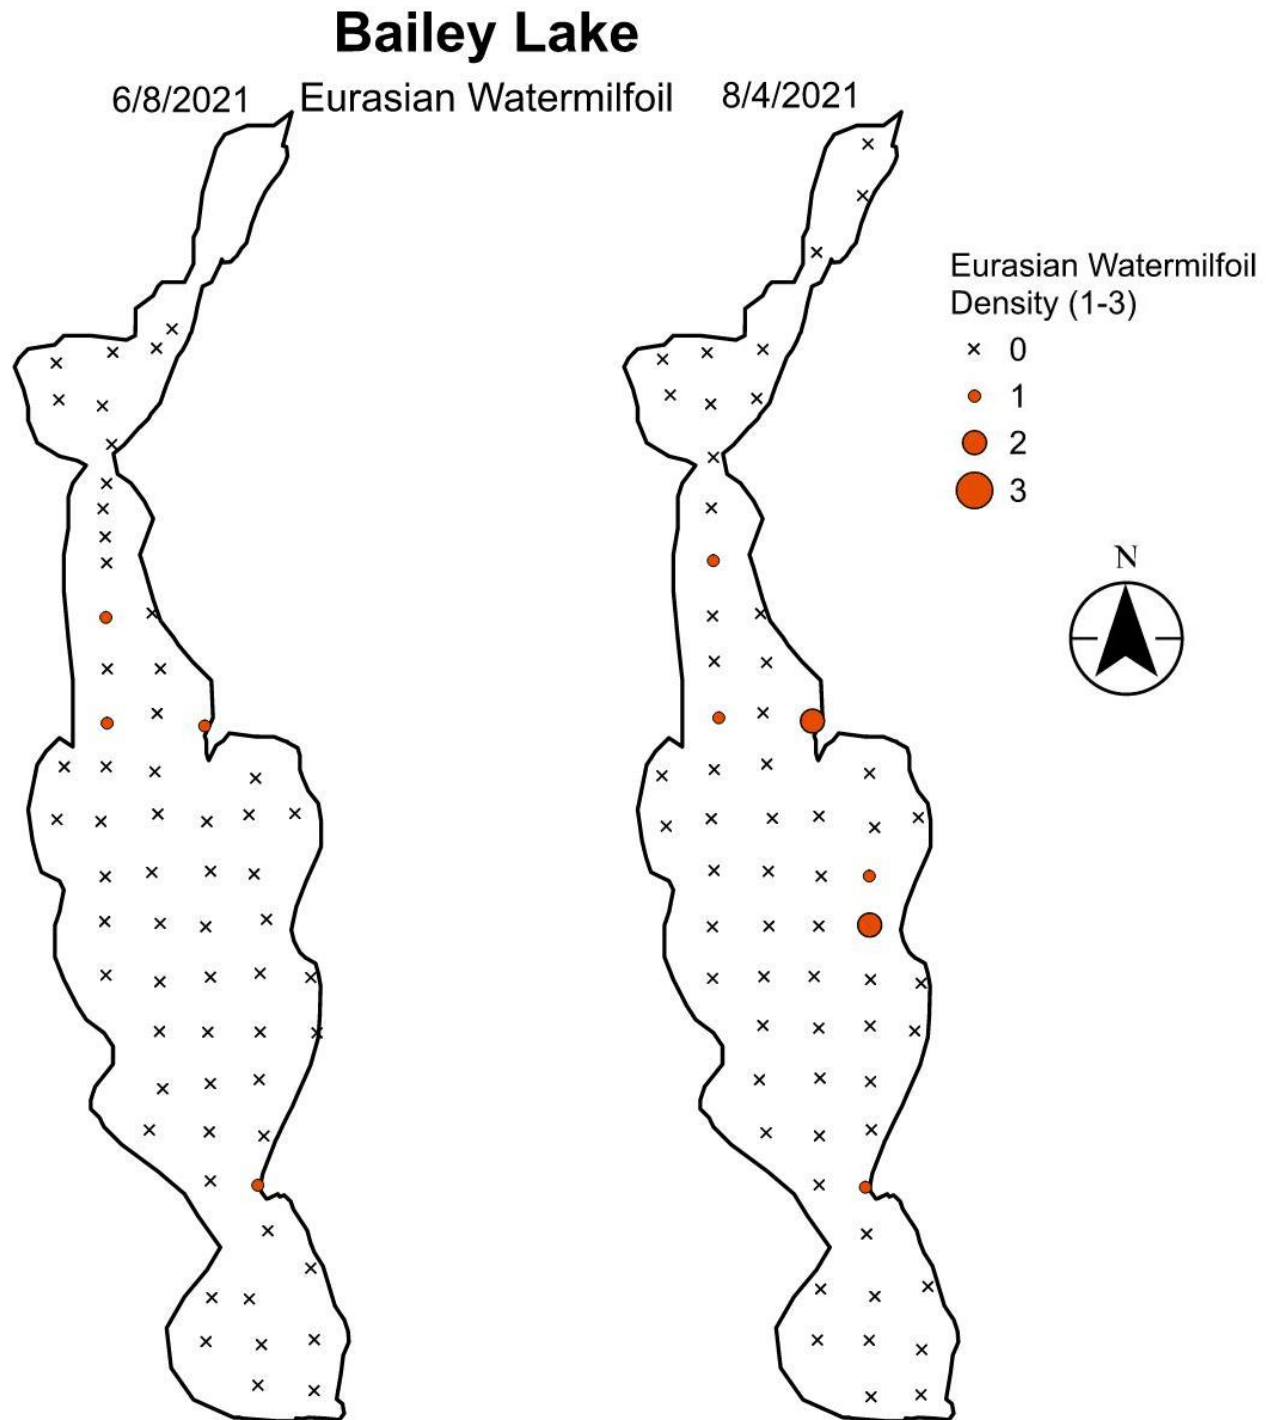 Bailey Lake
6/8/2021
Eurasian Watermilfoil
8/4/2021
Eurasian Watermilfoil
Density (1-3)
0
1
2
3
N